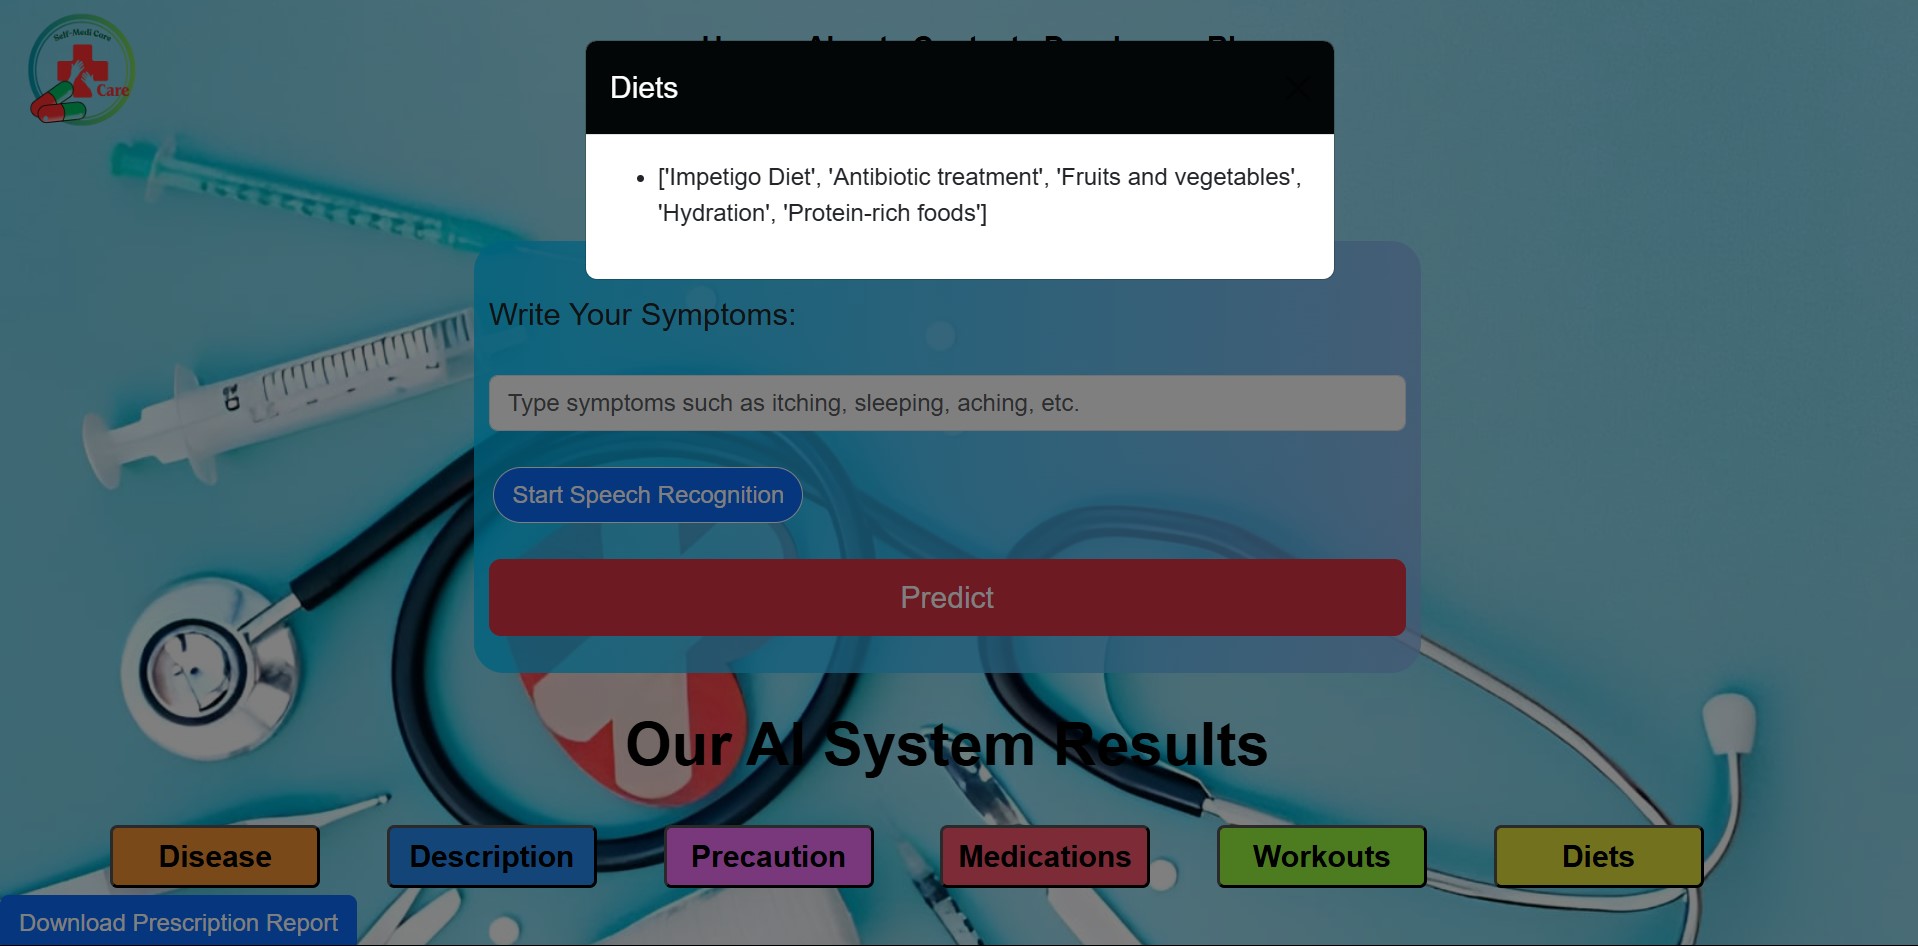 Self-Medi Care
Care
Diets
['Impetigo Diet', 'Antibiotic treatment', 'Fruits and vegetables',
'Hydration', 'Protein-rich foods']
Write Your Symptoms:
Type symptoms such as itching, sleeping, aching, etc.
Start Speech Recognition
Predict
Our AI System Results
Disease
Description
Precaution
Medications
Workouts
Diets
Download Prescription Report